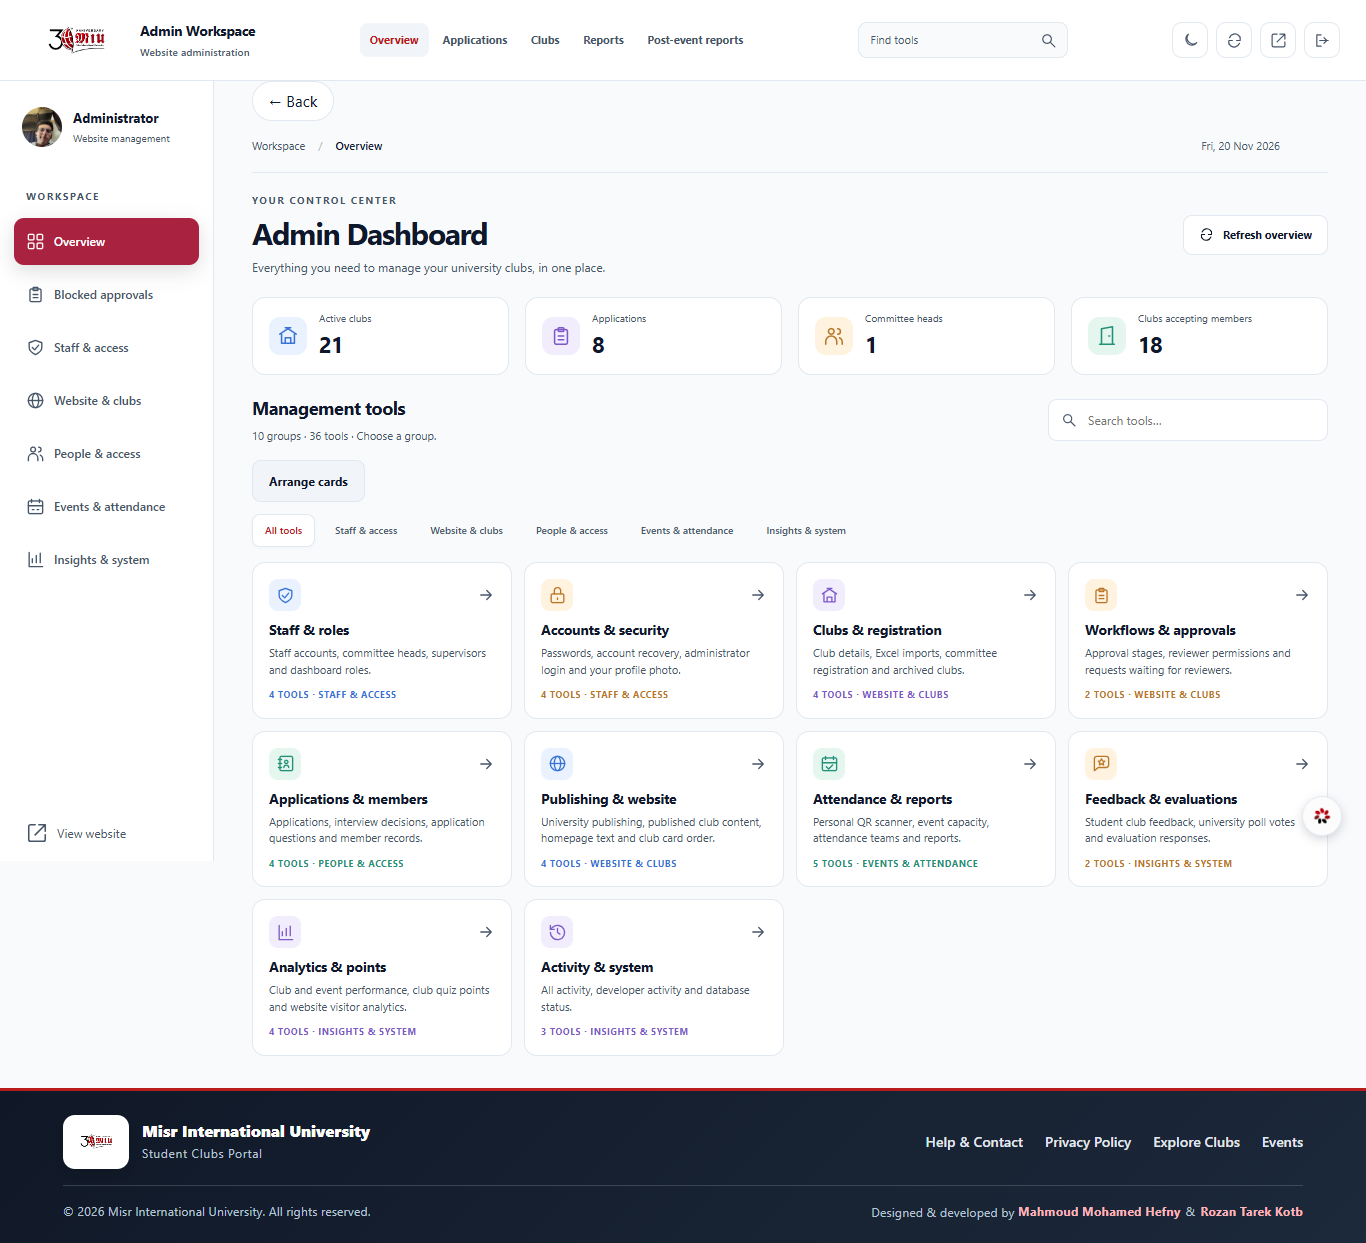 Admin Workspace
Website administration
Overview
Applications
Clubs
Reports
Post-event reports
Find tools
Administrator
Website management
WORKSPACE
Overview
Blocked approvals
Staff & access
Website & clubs
People & access
Events & attendance
Insights & system
View website
← Back
Workspace / Overview
Fri, 20 Nov 2026
YOUR CONTROL CENTER
Admin Dashboard
Everything you need to manage your university clubs, in one place.
Refresh overview
Active clubs
21
Applications
8
Committee heads
1
Clubs accepting members
18
Management tools
10 groups · 36 tools · Choose a group.
Search tools...
Arrange cards
All tools
Staff & access
Website & clubs
People & access
Events & attendance
Insights & system
Staff & roles
Staff accounts, committee heads, supervisors
and dashboard roles.
4 TOOLS · STAFF & ACCESS
Accounts & security
Passwords, account recovery, administrator
login and your profile photo.
4 TOOLS · STAFF & ACCESS
Clubs & registration
Club details, Excel imports, committee
registration and archived clubs.
4 TOOLS · WEBSITE & CLUBS
Workflows & approvals
Approval stages, reviewer permissions and
requests waiting for reviewers.
2 TOOLS · WEBSITE & CLUBS
Applications & members
Applications, interview decisions, application
questions and member records.
4 TOOLS · PEOPLE & ACCESS
Publishing & website
University publishing, published club content,
homepage text and club card order.
4 TOOLS · WEBSITE & CLUBS
Attendance & reports
Personal QR scanner, event capacity,
attendance teams and reports.
5 TOOLS · EVENTS & ATTENDANCE
Feedback & evaluations
Student club feedback, university poll votes
and evaluation responses.
2 TOOLS · INSIGHTS & SYSTEM
Analytics & points
Club and event performance, club quiz points
and website visitor analytics.
4 TOOLS · INSIGHTS & SYSTEM
Activity & system
All activity, developer activity and database
status.
3 TOOLS · INSIGHTS & SYSTEM
Misr International University
Student Clubs Portal
Help & Contact
Privacy Policy
Explore Clubs
Events
© 2026 Misr International University. All rights reserved.
Designed & developed by Mahmoud Mohamed Hefny & Rozan Tarek Kotb